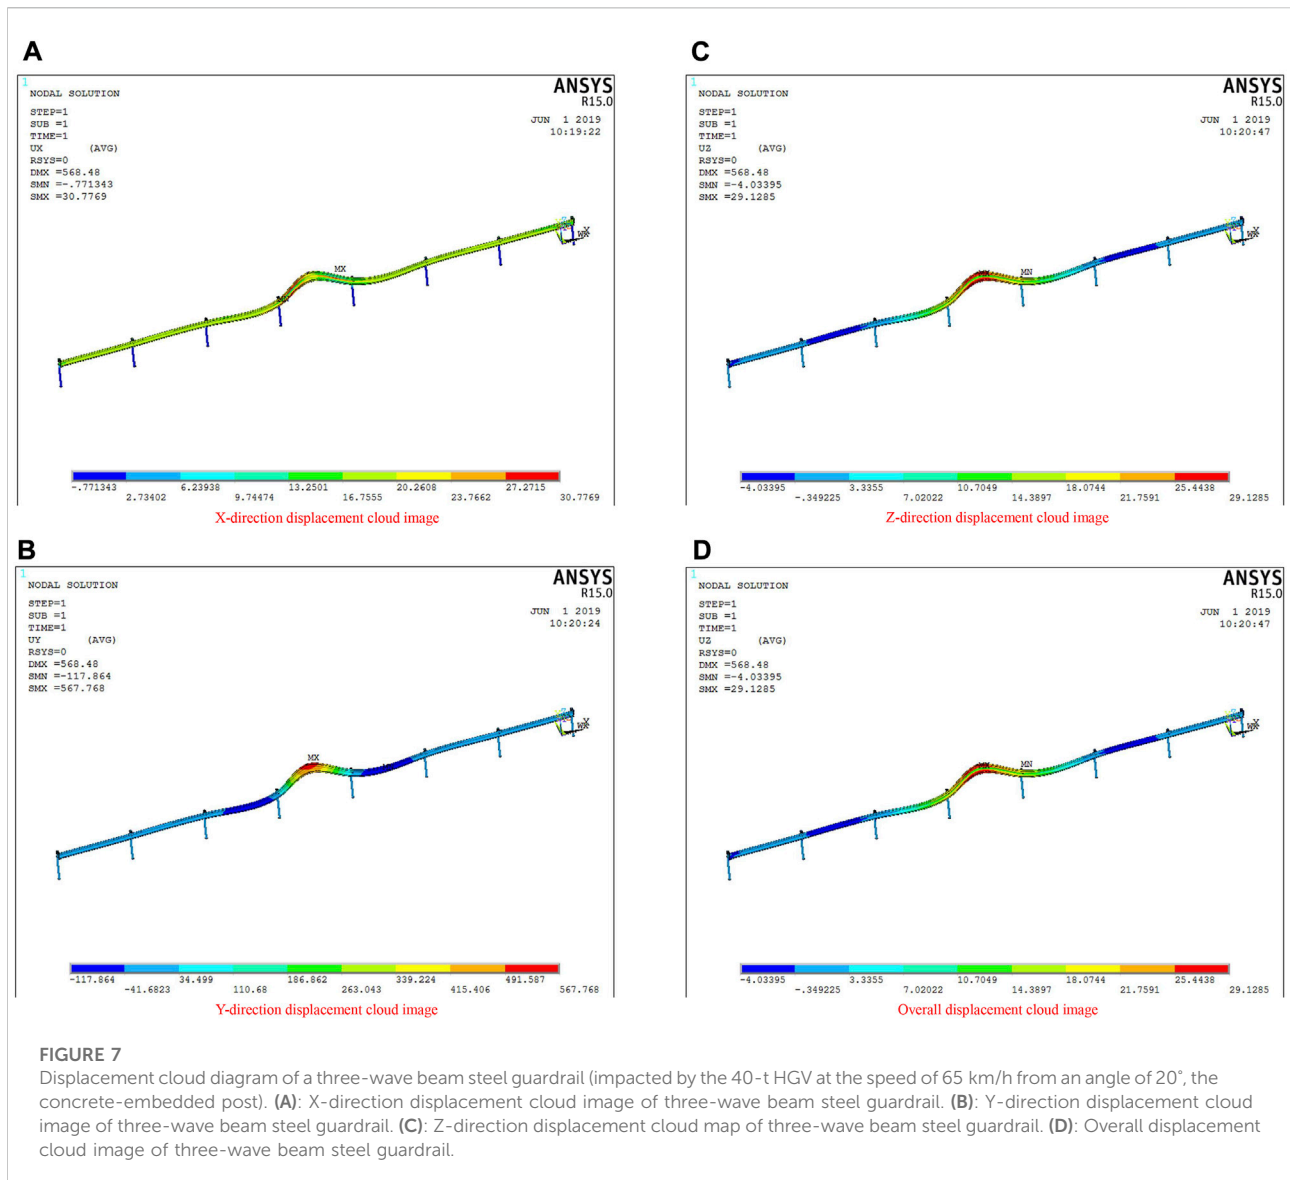 A
1
NODAL SOLUTION
STEP=1
SUB =1
TIME=1
UX (AVG)
RSYS=0
DMX =568.48
SMN =-.771343
SMX =30.7769
ANSYS
R15.0
JUN 1 2019
10:19:22
MX
MN
X
-.771343 6.23938 13.2501 20.2608 27.2715
2.73402 9.74474 16.7555 23.7662 30.7769
X-direction displacement cloud image
B
1
NODAL SOLUTION
STEP=1
SUB =1
TIME=1
UY (AVG)
RSYS=0
DMX =568.48
SMN =-117.864
SMX =567.768
ANSYS
R15.0
JUN 1 2019
10:20:24
MX
X
-117.864 34.499 186.862 339.224 491.587
-41.6823 110.68 263.043 415.406 567.768
Y-direction displacement cloud image
C
1
NODAL SOLUTION
STEP=1
SUB =1
TIME=1
UZ (AVG)
RSYS=0
DMX =568.48
SMN =-4.03395
SMX =29.1285
ANSYS
R15.0
JUN 1 2019
10:20:47
MX
MN
X
-4.03395 3.3355 10.7049 18.0744 25.4438
-.349225 7.02022 14.3897 21.7591 29.1285
Z-direction displacement cloud image
D
1
NODAL SOLUTION
STEP=1
SUB =1
TIME=1
UZ (AVG)
RSYS=0
DMX =568.48
SMN =-4.03395
SMX =29.1285
ANSYS
R15.0
JUN 1 2019
10:20:47
MX
MN
X
-4.03395 3.3355 10.7049 18.0744 25.4438
-.349225 7.02022 14.3897 21.7591 29.1285
Overall displacement cloud image
FIGURE 7
Displacement cloud diagram of a three-wave beam steel guardrail (impacted by the 40-t HGV at the speed of 65 km/h from an angle of 20°, the
concrete-embedded post). (A): X-direction displacement cloud image of three-wave beam steel guardrail. (B): Y-direction displacement cloud
image of three-wave beam steel guardrail. (C): Z-direction displacement cloud map of three-wave beam steel guardrail. (D): Overall displacement
cloud image of three-wave beam steel guardrail.